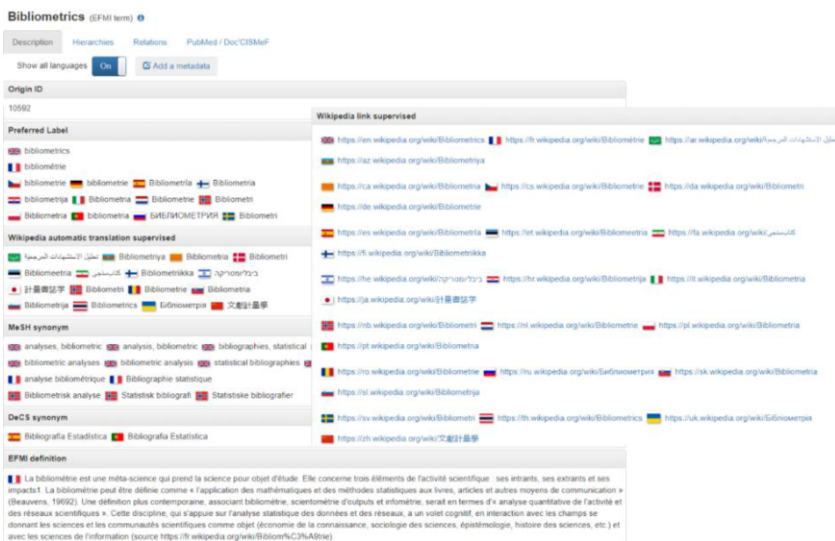 Bibliometrics (EFMI term)
Description Hierarchies Relations PubMed / Doc'CISMeF
Show all languages On Add a metadata
Origin ID
10592
Preferred Label
bibliometrics
bibliométrie
bibliometrie bibliometrie Bibliometría Bibliometria
bibliometrija Bibliometria Bibliometrie Bibliometri
Bibliometria bibliometria БИБЛИОМЕТРИЯ Bibliometri
Wikipedia automatic translation supervised
تحليل الاستشهادات المرجعية Bibliometriya Bibliometria Bibliometri
Bibliomeetria کتاب‌سنجی Bibliometriikka ביבליומטריקה
計量書誌学 Bibliometri Bibliometrie Bibliometria
Bibliometrija Bibliometrics Бібліометрія 文獻計量學
MeSH synonym
analyses, bibliometric analysis, bibliometric bibliographies, statistical
bibliometric analyses bibliometric analysis statistical bibliographies
analyse bibliométrique Bibliographie statistique
Bibliometrisk analyse Statistisk bibliografi Statistiske bibliografier
DeCS synonym
Bibliografía Estadística Bibliografia Estatística
Wikipedia link supervised
https://en.wikipedia.org/wiki/Bibliometrics https://fr.wikipedia.org/wiki/Bibliométrie https://ar.wikipedia.org/wiki/تحليل الاستشهادات المرجعية
https://az.wikipedia.org/wiki/Bibliometriya
https://ca.wikipedia.org/wiki/Bibliometria https://cs.wikipedia.org/wiki/Bibliometrie https://da.wikipedia.org/wiki/Bibliometri
https://de.wikipedia.org/wiki/Bibliometrie
https://es.wikipedia.org/wiki/Bibliometría https://et.wikipedia.org/wiki/Bibliomeetria https://fa.wikipedia.org/wiki/کتاب‌سنجی
https://fi.wikipedia.org/wiki/Bibliometriikka
https://he.wikipedia.org/wiki/ביבליומטריקה https://hr.wikipedia.org/wiki/Bibliometrija https://it.wikipedia.org/wiki/Bibliometria
https://ja.wikipedia.org/wiki/計量書誌学
https://nb.wikipedia.org/wiki/Bibliometri https://nl.wikipedia.org/wiki/Bibliometrie https://pl.wikipedia.org/wiki/Bibliometria
https://pt.wikipedia.org/wiki/Bibliometria
https://ro.wikipedia.org/wiki/Bibliometrie https://ru.wikipedia.org/wiki/Библиометрия https://sk.wikipedia.org/wiki/Bibliometria
https://sl.wikipedia.org/wiki/Bibliometrija
https://sv.wikipedia.org/wiki/Bibliometri https://th.wikipedia.org/wiki/Bibliometrics https://uk.wikipedia.org/wiki/Бібліометрія
https://zh.wikipedia.org/wiki/文獻計量學
EFMI definition
La bibliométrie est une méta-science qui prend la science pour objet d'étude. Elle concerne trois éléments de l'activité scientifique : ses intrants, ses extrants et ses
impacts1. La bibliométrie peut être définie comme « l'application des mathématiques et des méthodes statistiques aux livres, articles et autres moyens de communication »
(Beauvens, 19692). Une définition plus contemporaine, associant bibliométrie, scientométrie d'outputs et infométrie, serait en termes d'« analyse quantitative de l'activité et
des réseaux scientifiques ». Cette discipline, qui s'appuie sur l'analyse statistique des données et des réseaux, a un volet cognitif, en interaction avec les champs se
donnant les sciences et les communautés scientifiques comme objet (économie de la connaissance, sociologie des sciences, épistémologie, histoire des sciences, etc.) et
avec les sciences de l'information (source https://fr.wikipedia.org/wiki/Bibliom%C3%A9trie).